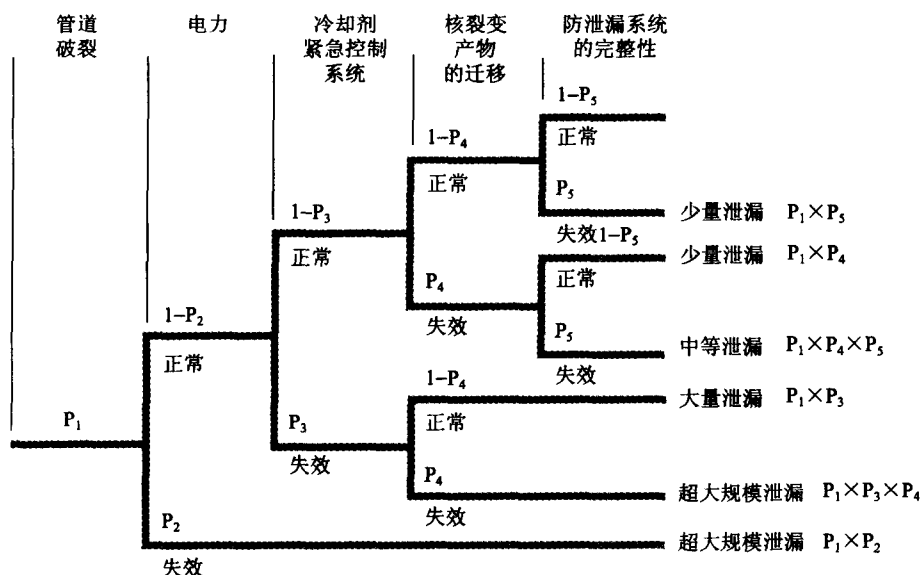 管道
破裂
电力
冷却剂
紧急控制
系统
核裂变
产物
的迁移
防泄漏系统
的完整性
1–P₅
正常
1–P₄
正常
P₅
失效
少量泄漏 P₁×P₅
1–P₃
正常
1–P₅
正常
少量泄漏 P₁×P₄
P₄
失效
P₅
失效
中等泄漏 P₁×P₄×P₅
1–P₂
正常
1–P₄
正常
大量泄漏 P₁×P₃
P₁
P₃
失效
P₄
失效
超大规模泄漏 P₁×P₃×P₄
P₂
失效
超大规模泄漏 P₁×P₂